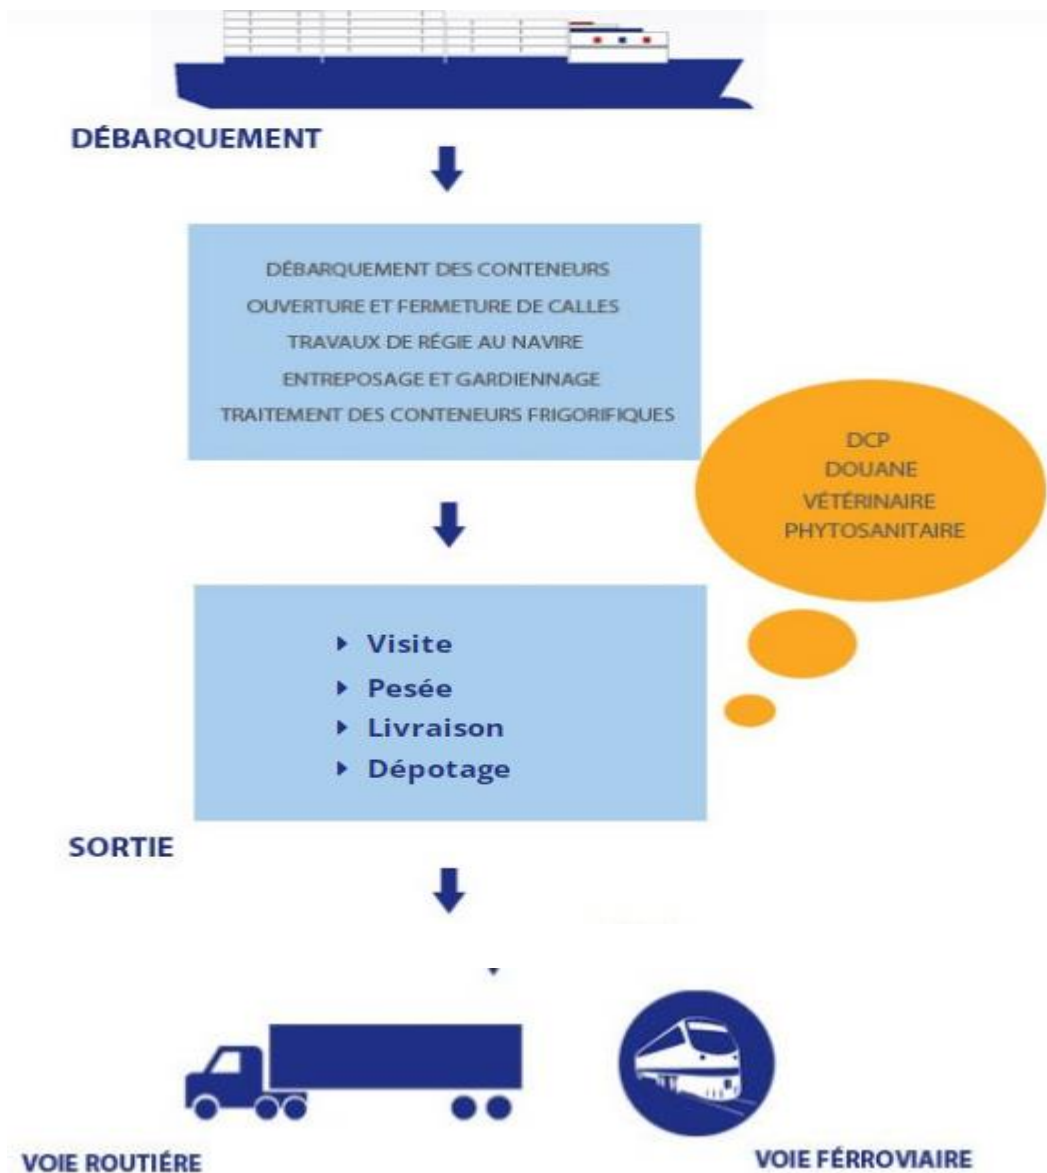 DÉBARQUEMENT
DÉBARQUEMENT DES CONTENEURS
OUVERTURE ET FERMETURE DE CALLES
TRAVAUX DE RÉGIE AU NAVIRE
ENTREPOSAGE ET GARDIENNAGE
TRAITEMENT DES CONTENEURS FRIGORIFIQUES
DCP
DOUANE
VÉTÉRINAIRE
PHYTOSANITAIRE
Visite
Pesée
Livraison
Dépotage
SORTIE
VOIE ROUTIÉRE
VOIE FÉRROVIAIRE